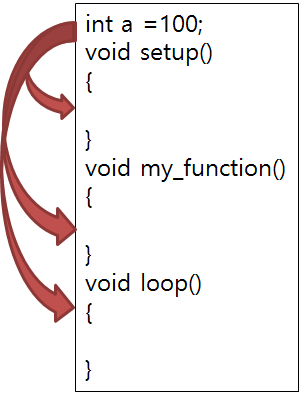 int a =100;
void setup()
{
}
void my_function()
{
}
void loop()
{
}